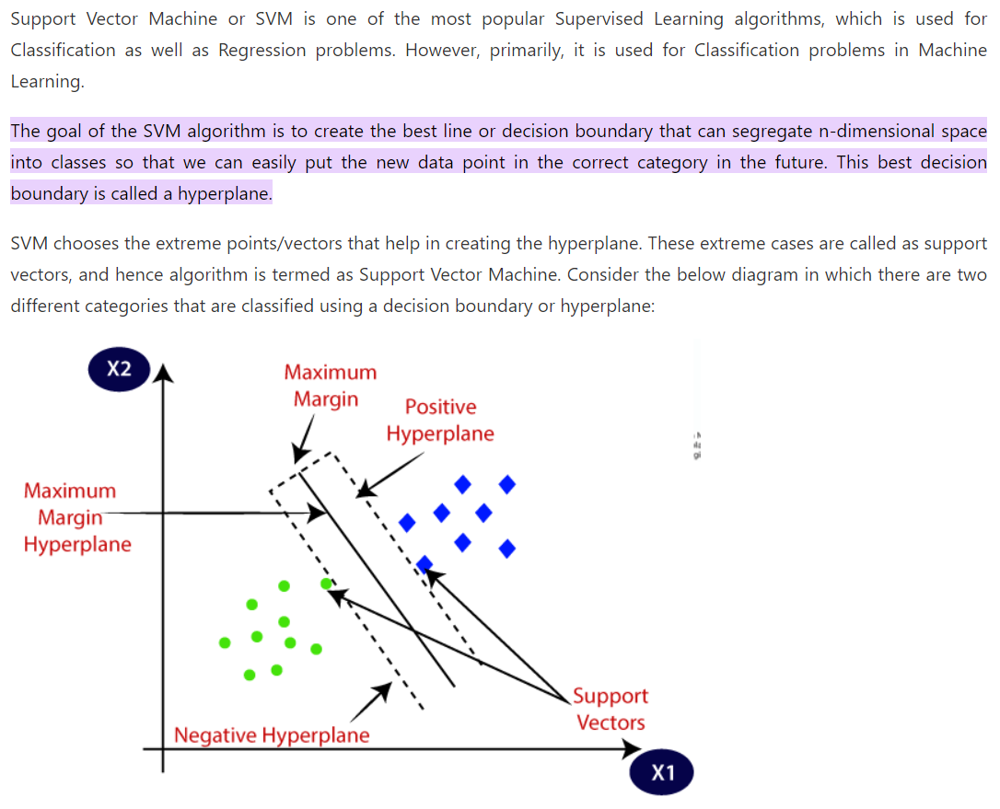 Support Vector Machine or SVM is one of the most popular Supervised Learning algorithms, which is used for
Classification as well as Regression problems. However, primarily, it is used for Classification problems in Machine
Learning.
The goal of the SVM algorithm is to create the best line or decision boundary that can segregate n-dimensional space
into classes so that we can easily put the new data point in the correct category in the future. This best decision
boundary is called a hyperplane.
SVM chooses the extreme points/vectors that help in creating the hyperplane. These extreme cases are called as support
vectors, and hence algorithm is termed as Support Vector Machine. Consider the below diagram in which there are two
different categories that are classified using a decision boundary or hyperplane:
X2
Maximum
Margin
Positive
Hyperplane
Maximum
Margin
Hyperplane
Support
Vectors
Negative Hyperplane
X1